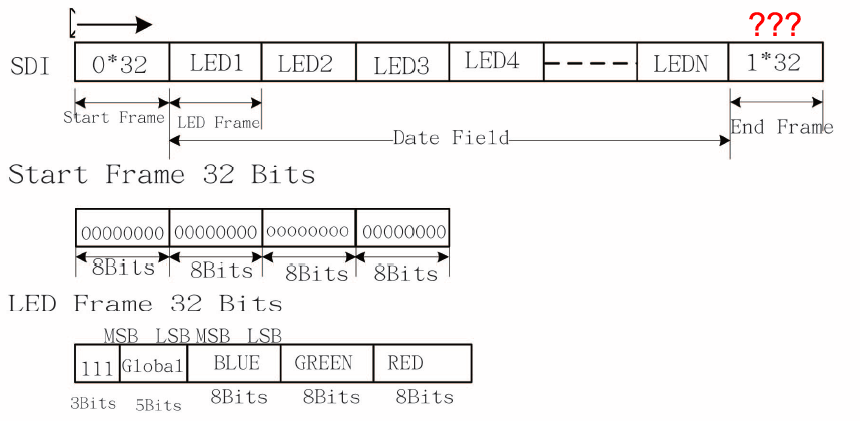 ???
SDI 0*32 LED1 LED2 LED3 LED4 LEDN 1*32
Start Frame LED Frame End Frame
Date Field
Start Frame 32 Bits
00000000 00000000 00000000 00000000
8Bits 8Bits 8Bits 8Bits
LED Frame 32 Bits
MSB LSB MSB LSB
111 Global BLUE GREEN RED
3Bits 5Bits 8Bits 8Bits 8Bits